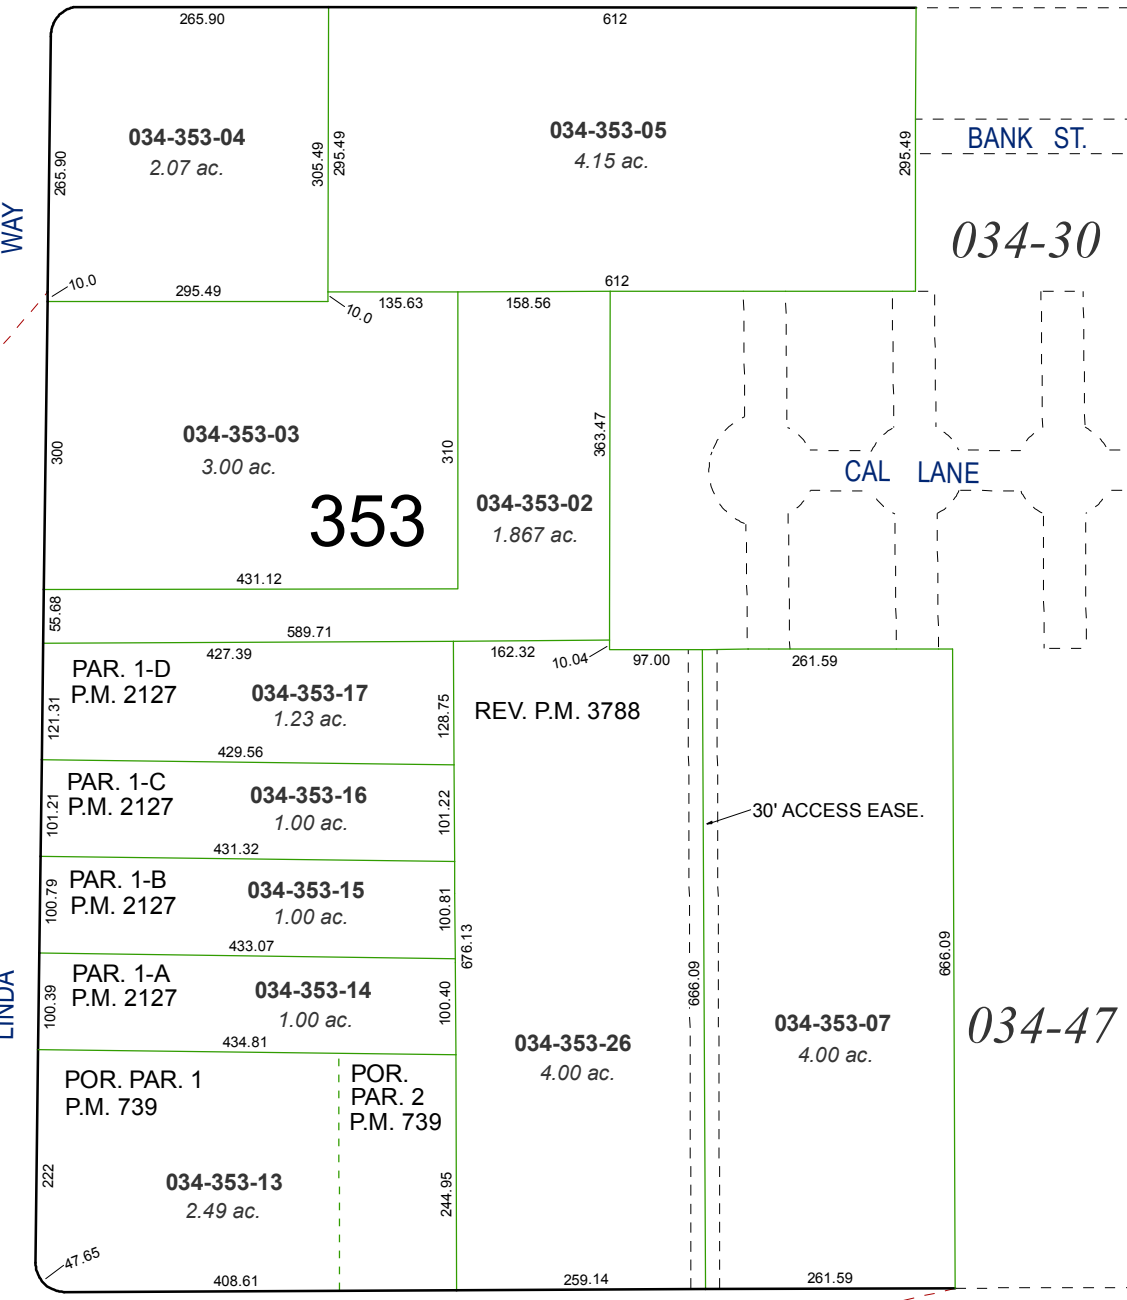 265.90
612
034-353-04
2.07 ac.
265.90
305.49
295.49
034-353-05
4.15 ac.
295.49
BANK ST.
WAY
034-30
10.0
295.49
10.0
612
135.63
158.56
034-353-03
3.00 ac.
300
310
353
363.47
034-353-02
1.867 ac.
CAL LANE
431.12
55.68
589.71
427.39
162.32
10.04
97.00
261.59
PAR. 1-D
P.M. 2127
034-353-17
1.23 ac.
121.31
128.75
REV. P.M. 3788
429.56
PAR. 1-C
P.M. 2127
034-353-16
1.00 ac.
101.21
101.22
30' ACCESS EASE.
431.32
PAR. 1-B
P.M. 2127
034-353-15
1.00 ac.
100.79
100.81
433.07
676.13
666.09
666.09
PAR. 1-A
P.M. 2127
034-353-14
1.00 ac.
100.39
100.40
LINDA
434.81
034-353-26
4.00 ac.
034-353-07
4.00 ac.
034-47
POR. PAR. 1
P.M. 739
POR.
PAR. 2
P.M. 739
034-353-13
2.49 ac.
222
244.95
47.65
408.61
259.14
261.59